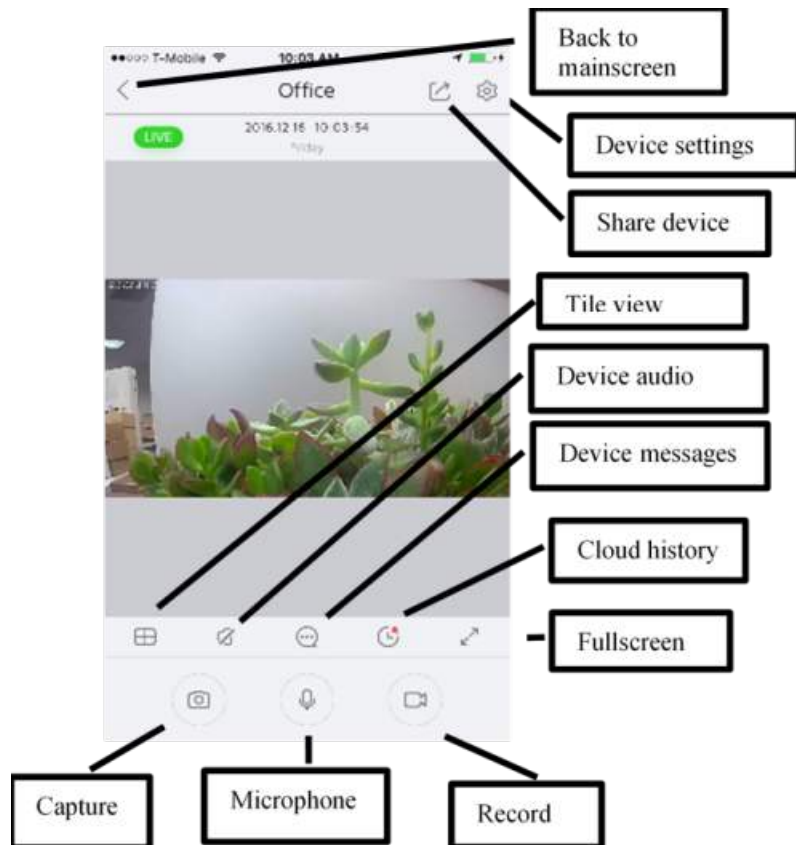 Back to
mainscreen
T-Mobile 10:03 AM
Office
LIVE
2016.12.16 10:03:54
Friday
Device settings
Share device
Tile view
Device audio
Device messages
Cloud history
Fullscreen
Capture
Microphone
Record